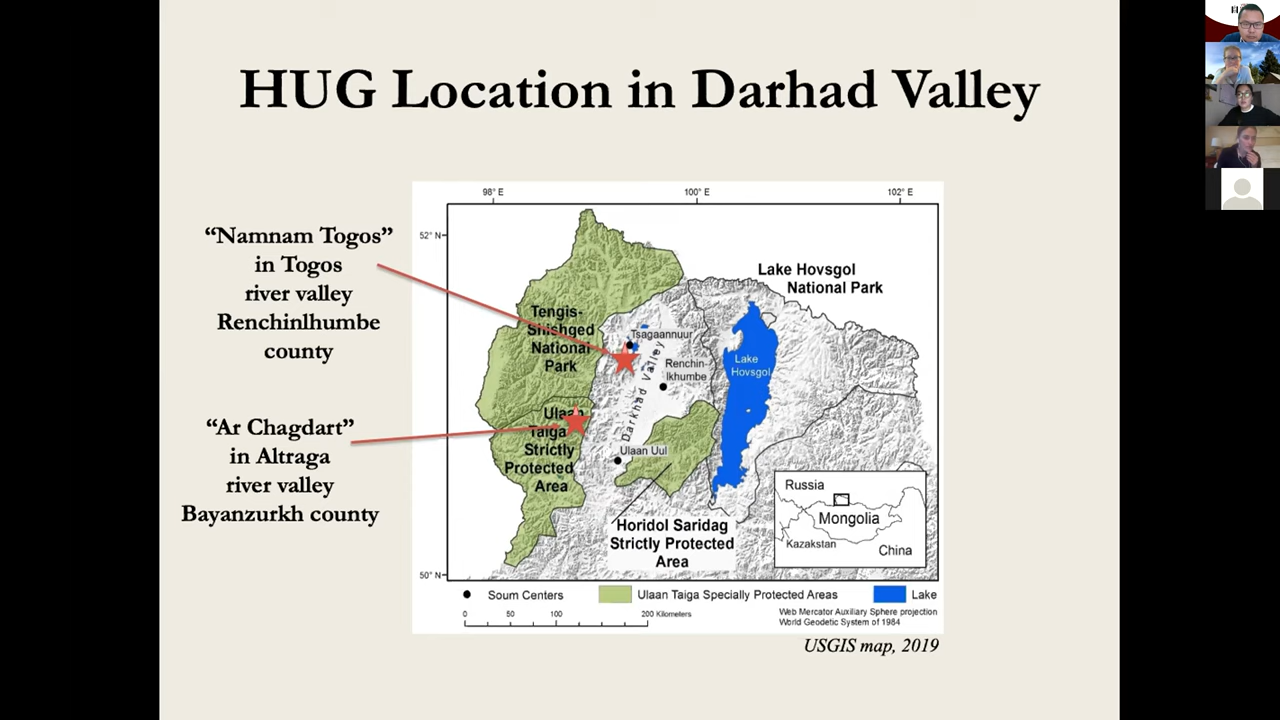 HUG Location in Darhad Valley
“Namnam Togos”
in Togos
river valley
Renchinlhumbe
county
“Ar Chagdart”
in Altraga
river valley
Bayanzurkh county
98° E
100° E
102° E
52° N
50° N
Lake Hovsgol
National Park
Tengis-
Shishged
National
Park
Tsagaannuur
Renchin-
lkhumbe
Darkhad Valley
Lake
Hovsgol
Ulaan
Taiga
Strictly
Protected
Area
Ulaan Uul
Horidol Saridag
Strictly Protected
Area
Russia
Mongolia
Kazakstan
China
Soum Centers
Ulaan Taiga Specially Protected Areas
Lake
0 50 100 200 Kilometers
Web Mercator Auxiliary Sphere projection
World Geodetic System of 1984
USGIS map, 2019